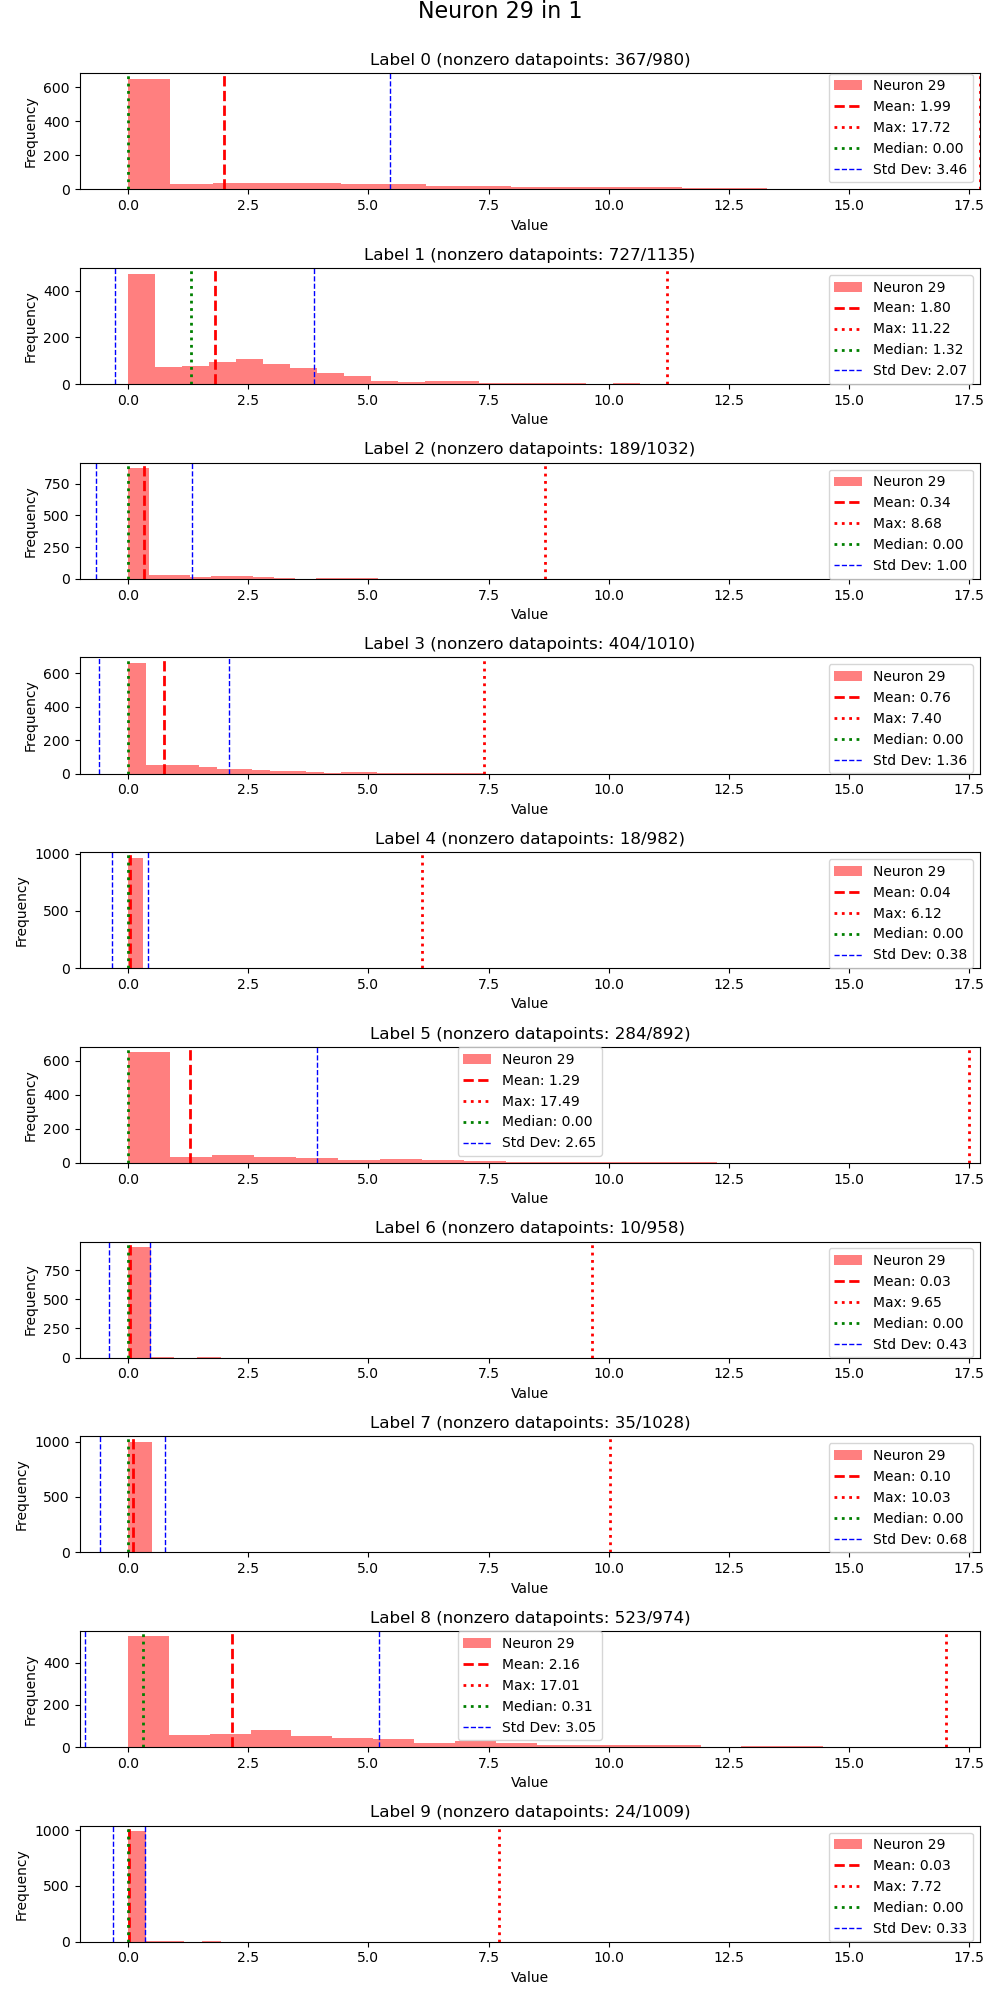 Neuron 29 in 1
Label 0 (nonzero datapoints: 367/980)
Frequency
0
200
400
600
Neuron 29
Mean: 1.99
Max: 17.72
Median: 0.00
Std Dev: 3.46
0.0 2.5 5.0 7.5 10.0 12.5 15.0 17.5
Value
Label 1 (nonzero datapoints: 727/1135)
Frequency
0
200
400
Neuron 29
Mean: 1.80
Max: 11.22
Median: 1.32
Std Dev: 2.07
0.0 2.5 5.0 7.5 10.0 12.5 15.0 17.5
Value
Label 2 (nonzero datapoints: 189/1032)
Frequency
0
250
500
750
Neuron 29
Mean: 0.34
Max: 8.68
Median: 0.00
Std Dev: 1.00
0.0 2.5 5.0 7.5 10.0 12.5 15.0 17.5
Value
Label 3 (nonzero datapoints: 404/1010)
Frequency
0
200
400
600
Neuron 29
Mean: 0.76
Max: 7.40
Median: 0.00
Std Dev: 1.36
0.0 2.5 5.0 7.5 10.0 12.5 15.0 17.5
Value
Label 4 (nonzero datapoints: 18/982)
Frequency
0
500
1000
Neuron 29
Mean: 0.04
Max: 6.12
Median: 0.00
Std Dev: 0.38
0.0 2.5 5.0 7.5 10.0 12.5 15.0 17.5
Value
Label 5 (nonzero datapoints: 284/892)
Frequency
0
200
400
600
Neuron 29
Mean: 1.29
Max: 17.49
Median: 0.00
Std Dev: 2.65
0.0 2.5 5.0 7.5 10.0 12.5 15.0 17.5
Value
Label 6 (nonzero datapoints: 10/958)
Frequency
0
250
500
750
Neuron 29
Mean: 0.03
Max: 9.65
Median: 0.00
Std Dev: 0.43
0.0 2.5 5.0 7.5 10.0 12.5 15.0 17.5
Value
Label 7 (nonzero datapoints: 35/1028)
Frequency
0
500
1000
Neuron 29
Mean: 0.10
Max: 10.03
Median: 0.00
Std Dev: 0.68
0.0 2.5 5.0 7.5 10.0 12.5 15.0 17.5
Value
Label 8 (nonzero datapoints: 523/974)
Frequency
0
200
400
Neuron 29
Mean: 2.16
Max: 17.01
Median: 0.31
Std Dev: 3.05
0.0 2.5 5.0 7.5 10.0 12.5 15.0 17.5
Value
Label 9 (nonzero datapoints: 24/1009)
Frequency
0
500
1000
Neuron 29
Mean: 0.03
Max: 7.72
Median: 0.00
Std Dev: 0.33
0.0 2.5 5.0 7.5 10.0 12.5 15.0 17.5
Value